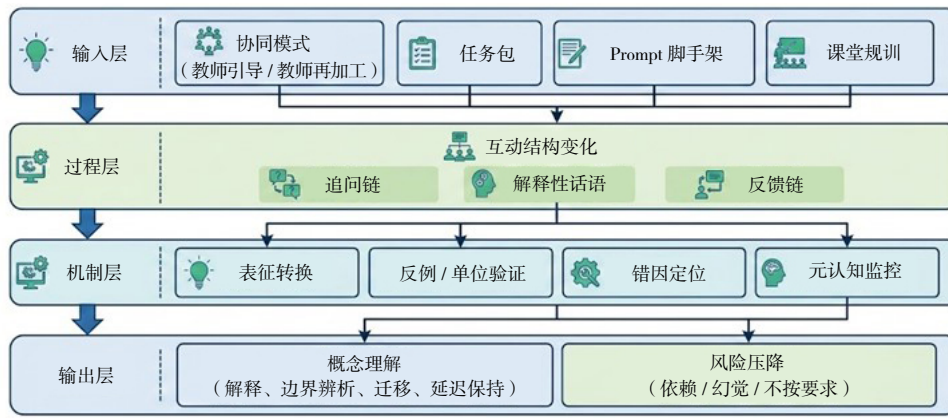 输入层
协同模式
（教师引导 / 教师再加工）
任务包
Prompt 脚手架
课堂规训
过程层
互动结构变化
追问链
解释性话语
反馈链
机制层
表征转换
反例 / 单位验证
错因定位
元认知监控
输出层
概念理解
（解释、边界辨析、迁移、延迟保持）
风险压降
（依赖 / 幻觉 / 不按要求）